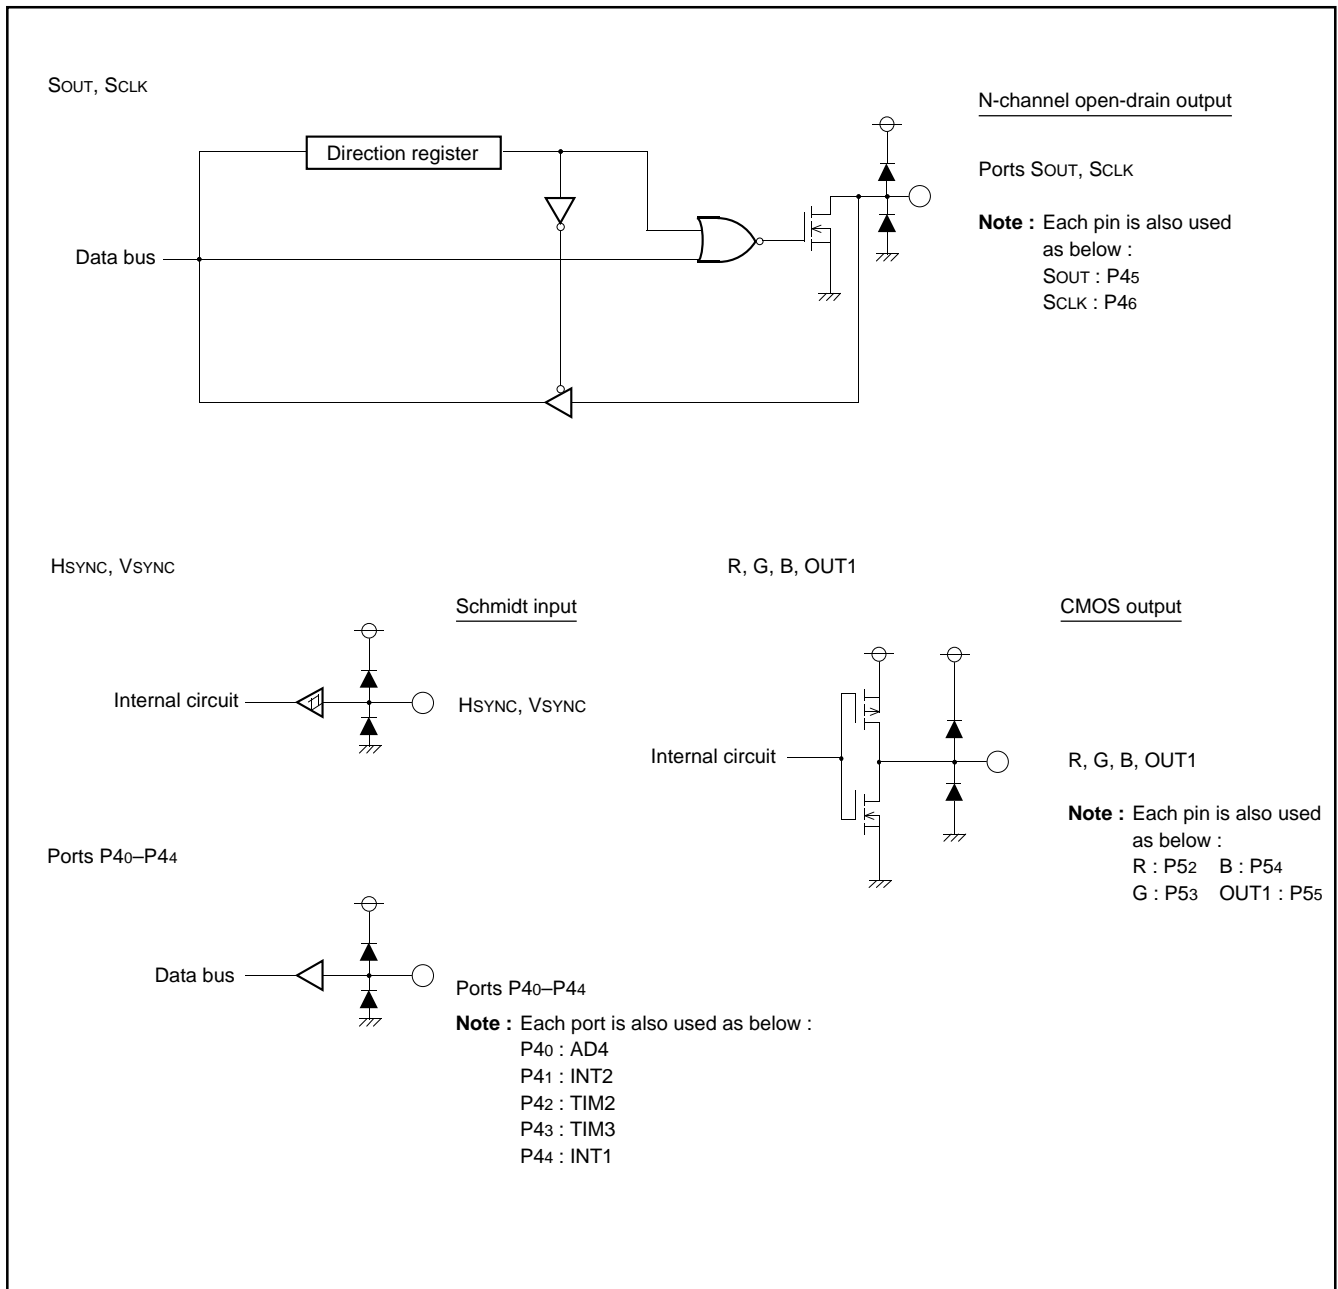 SOUT, SCLK
N-channel open-drain output
Direction register
Ports SOUT, SCLK
Note : Each pin is also used
as below :
SOUT : P45
SCLK : P46
Data bus
HSYNC, VSYNC
R, G, B, OUT1
Schmidt input
CMOS output
Internal circuit
HSYNC, VSYNC
Internal circuit
R, G, B, OUT1
Note : Each pin is also used
as below :
R : P52 B : P54
G : P53 OUT1 : P55
Ports P40–P44
Data bus
Ports P40–P44
Note : Each port is also used as below :
P40 : AD4
P41 : INT2
P42 : TIM2
P43 : TIM3
P44 : INT1